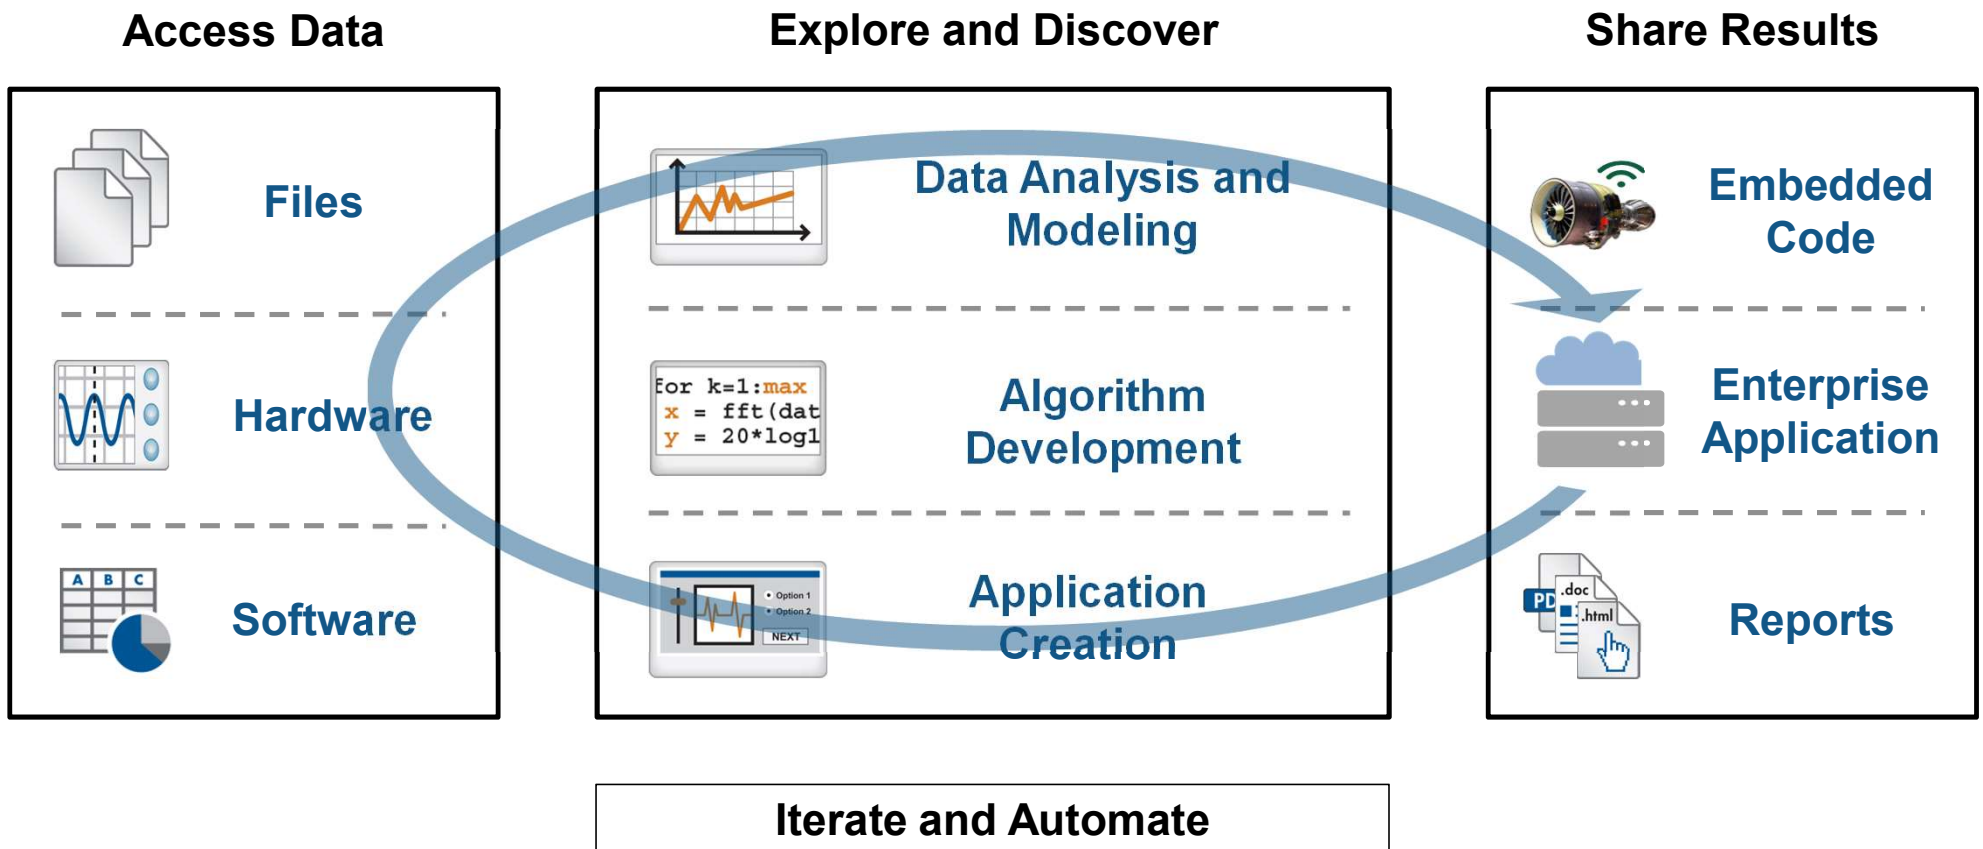 Access Data
Explore and Discover
Share Results
Files
Hardware
A B C
Software
Data Analysis and
Modeling
for k=1:max
x = fft(dat
y = 20*log1
Algorithm
Development
Option 1
Option 2
NEXT
Application
Creation
Embedded
Code
Enterprise
Application
PD
.doc
.html
Reports
Iterate and Automate